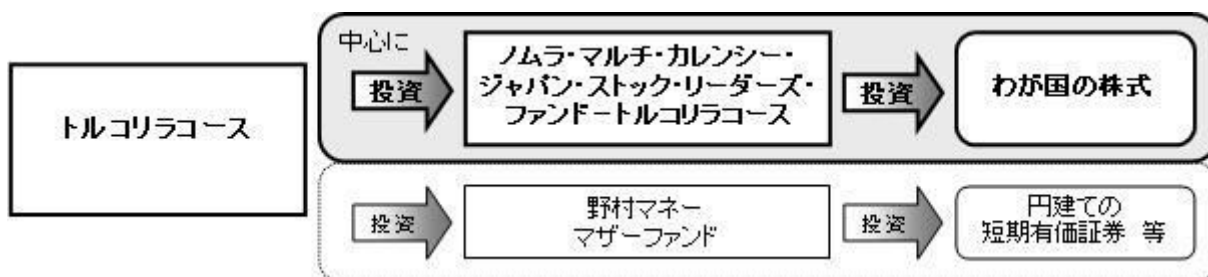 トルコリラコース
中心に
投資
ノムラ・マルチ・カレンシー・
ジャパン・ストック・リーダーズ・
ファンドートルコリラコース
投資
わが国の株式
投資
野村マネー
マザーファンド
投資
円建ての
短期有価証券 等